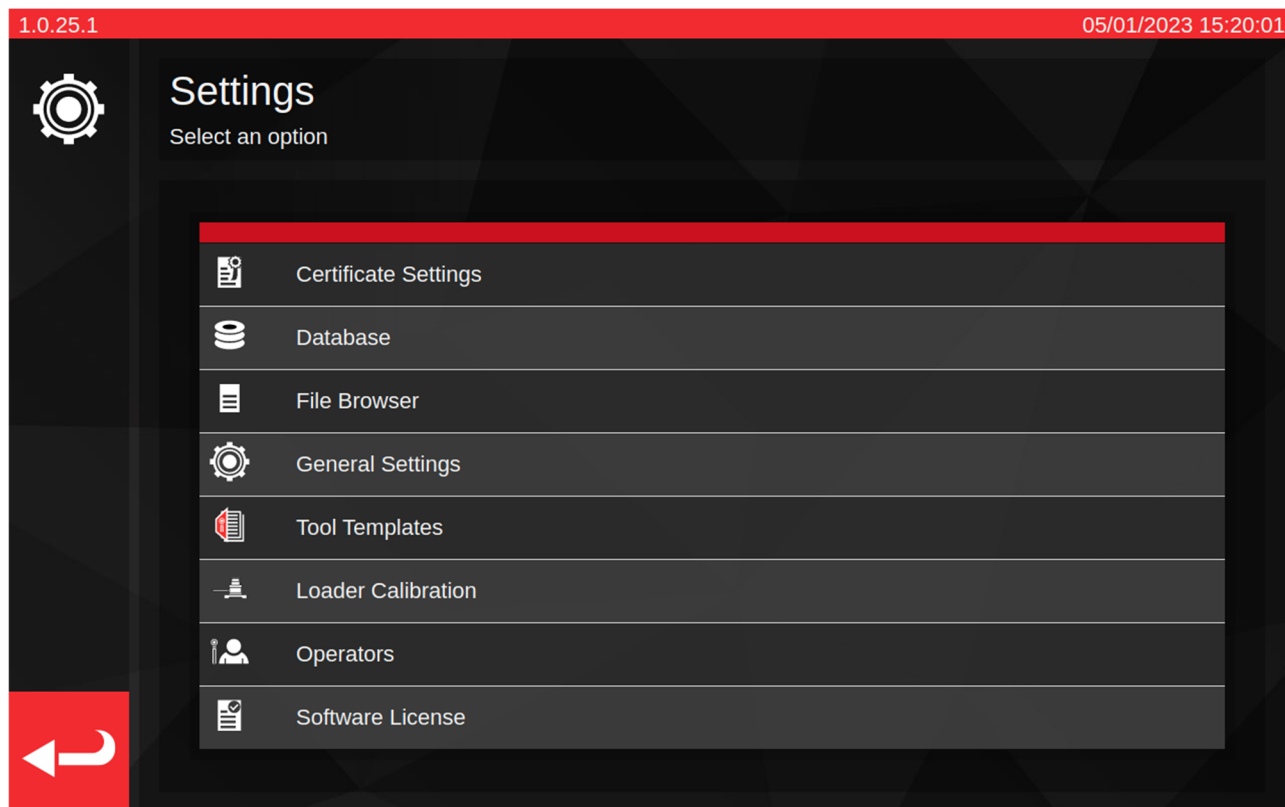 1.0.25.1
05/01/2023 15:20:01
Settings
Select an option
Certificate Settings
Database
File Browser
General Settings
Tool Templates
Loader Calibration
Operators
Software License